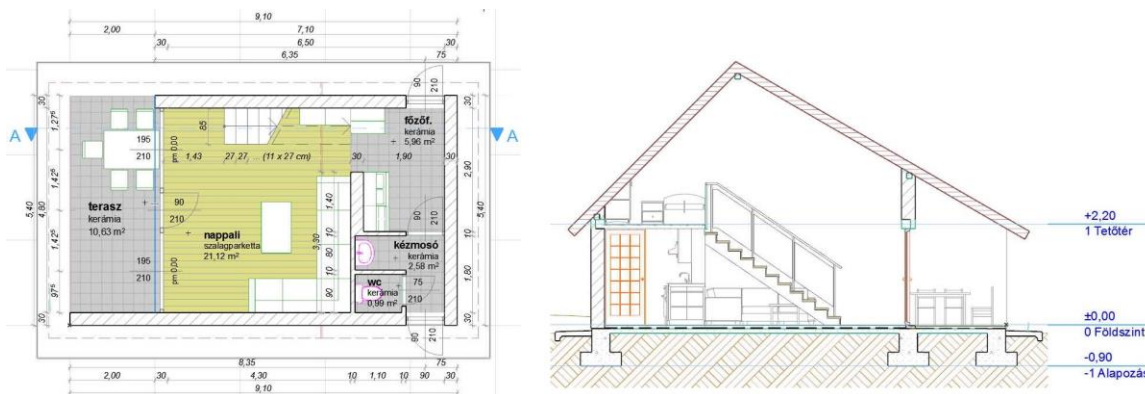 9,10
2,00
7,10
30
6,50
30
6,35
75
A
A
90
210
30
1,27⁵
1,42⁵
1,42⁵
97⁵
30
5,40
4,80
195
210
pm 0,00
85
1,43
27 27
(11 x 27 cm)
30
1,90
30
főzőf.
kerámia
5,96 m²
2,90
terasz
kerámia
10,63 m²
90
210
nappali
szalagparketta
21,12 m²
1,40
3,30
10
80
10
90
90
210
kézmosó
kerámia
2,58 m²
wc
kerámia
0,99 m²
75
210
195
210
pm 0,00
30
5,40
10
1,80
30
90
210
8,35
75
2,00
30
4,30
10
1,10
10
90
30
9,10
+2,20
1 Tetőtér
±0,00
0 Földszint
-0,90
-1 Alapozás